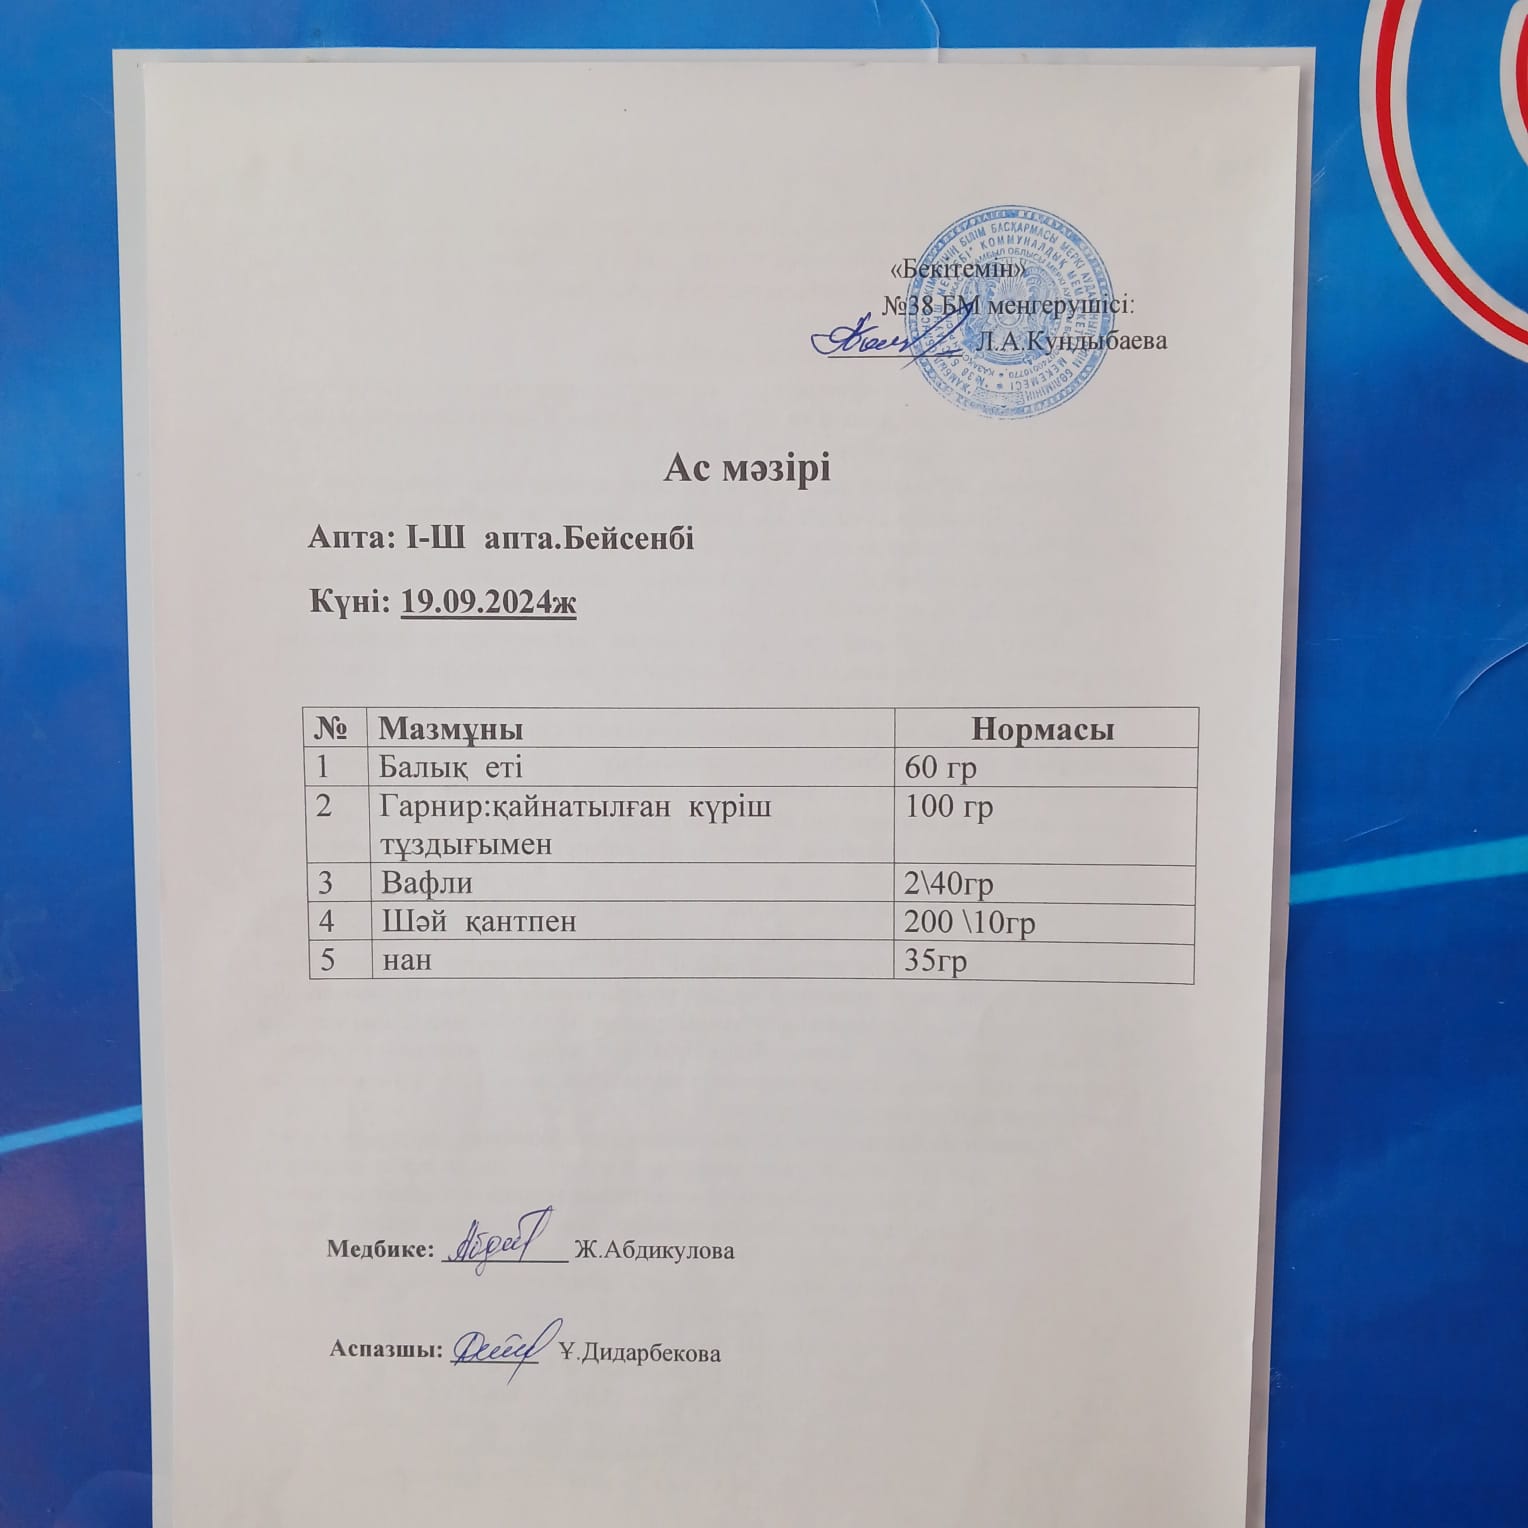 «Бекітемін»
№38 БМ меңгерушісі:
Л.А.Кундыбаева
Ас мәзірі
Апта: І-Ш апта.Бейсенбі
Күні: 19.09.2024ж
№ Мазмұны Нормасы
1 Балық еті 60 гр
2 Гарнир:қайнатылған күріш 100 гр
тұздығымен
3 Вафли 2\40гр
4 Шәй қантпен 200 \10гр
5 нан 35гр
Медбике: Ж.Абдикулова
Аспазшы: Ұ.Дидарбекова